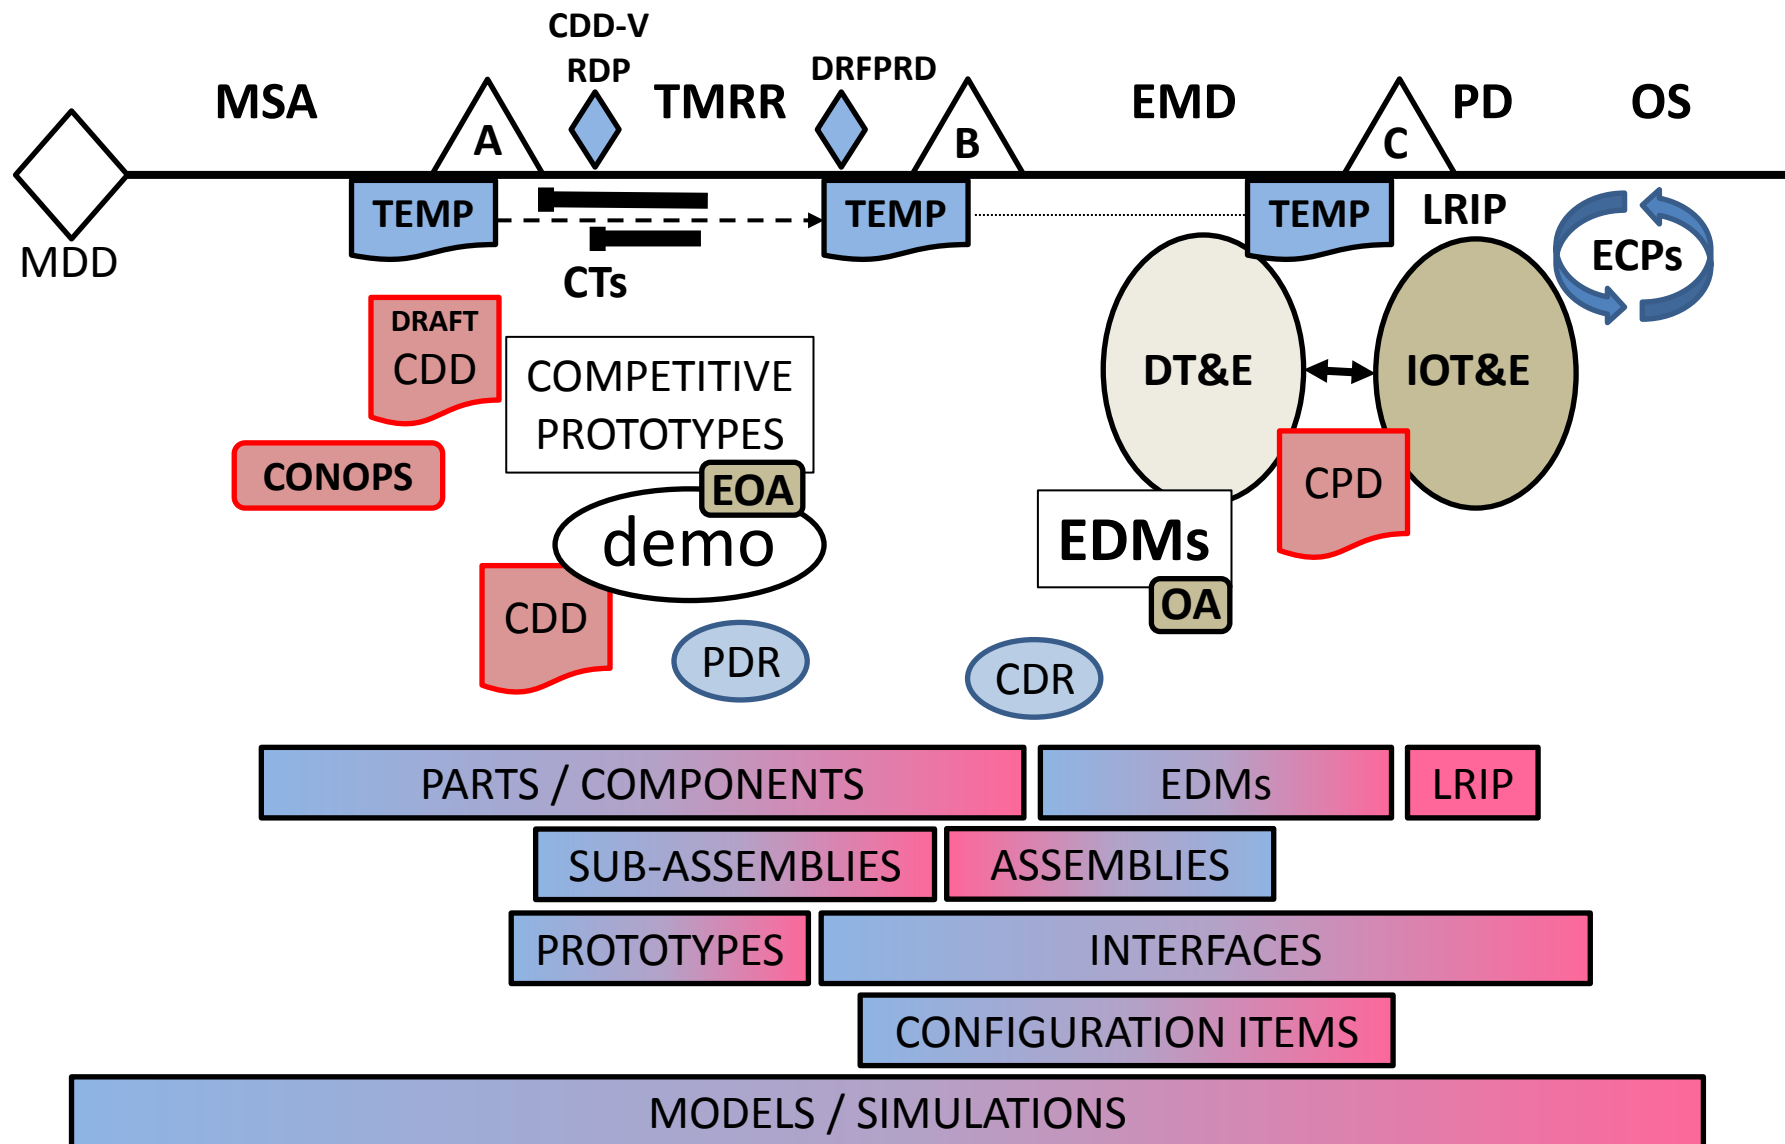 CDD-V
RDP
DRFPRD
MSA
TMRR
EMD
PD
OS
A
B
C
TEMP
TEMP
TEMP
LRIP
MDD
CTs
ECPs
DRAFT
CDD
COMPETITIVE
PROTOTYPES
DT&E
IOT&E
CONOPS
EOA
CPD
demo
EDMs
CDD
OA
PDR
CDR
PARTS / COMPONENTS
EDMs
LRIP
SUB-ASSEMBLIES
ASSEMBLIES
PROTOTYPES
INTERFACES
CONFIGURATION ITEMS
MODELS / SIMULATIONS